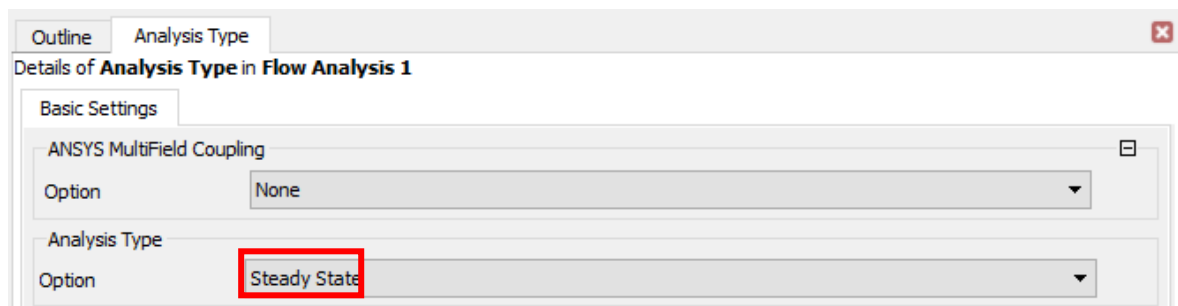 Outline Analysis Type
Details of Analysis Type in Flow Analysis 1
Basic Settings
ANSYS MultiField Coupling
Option None
Analysis Type
Option Steady State